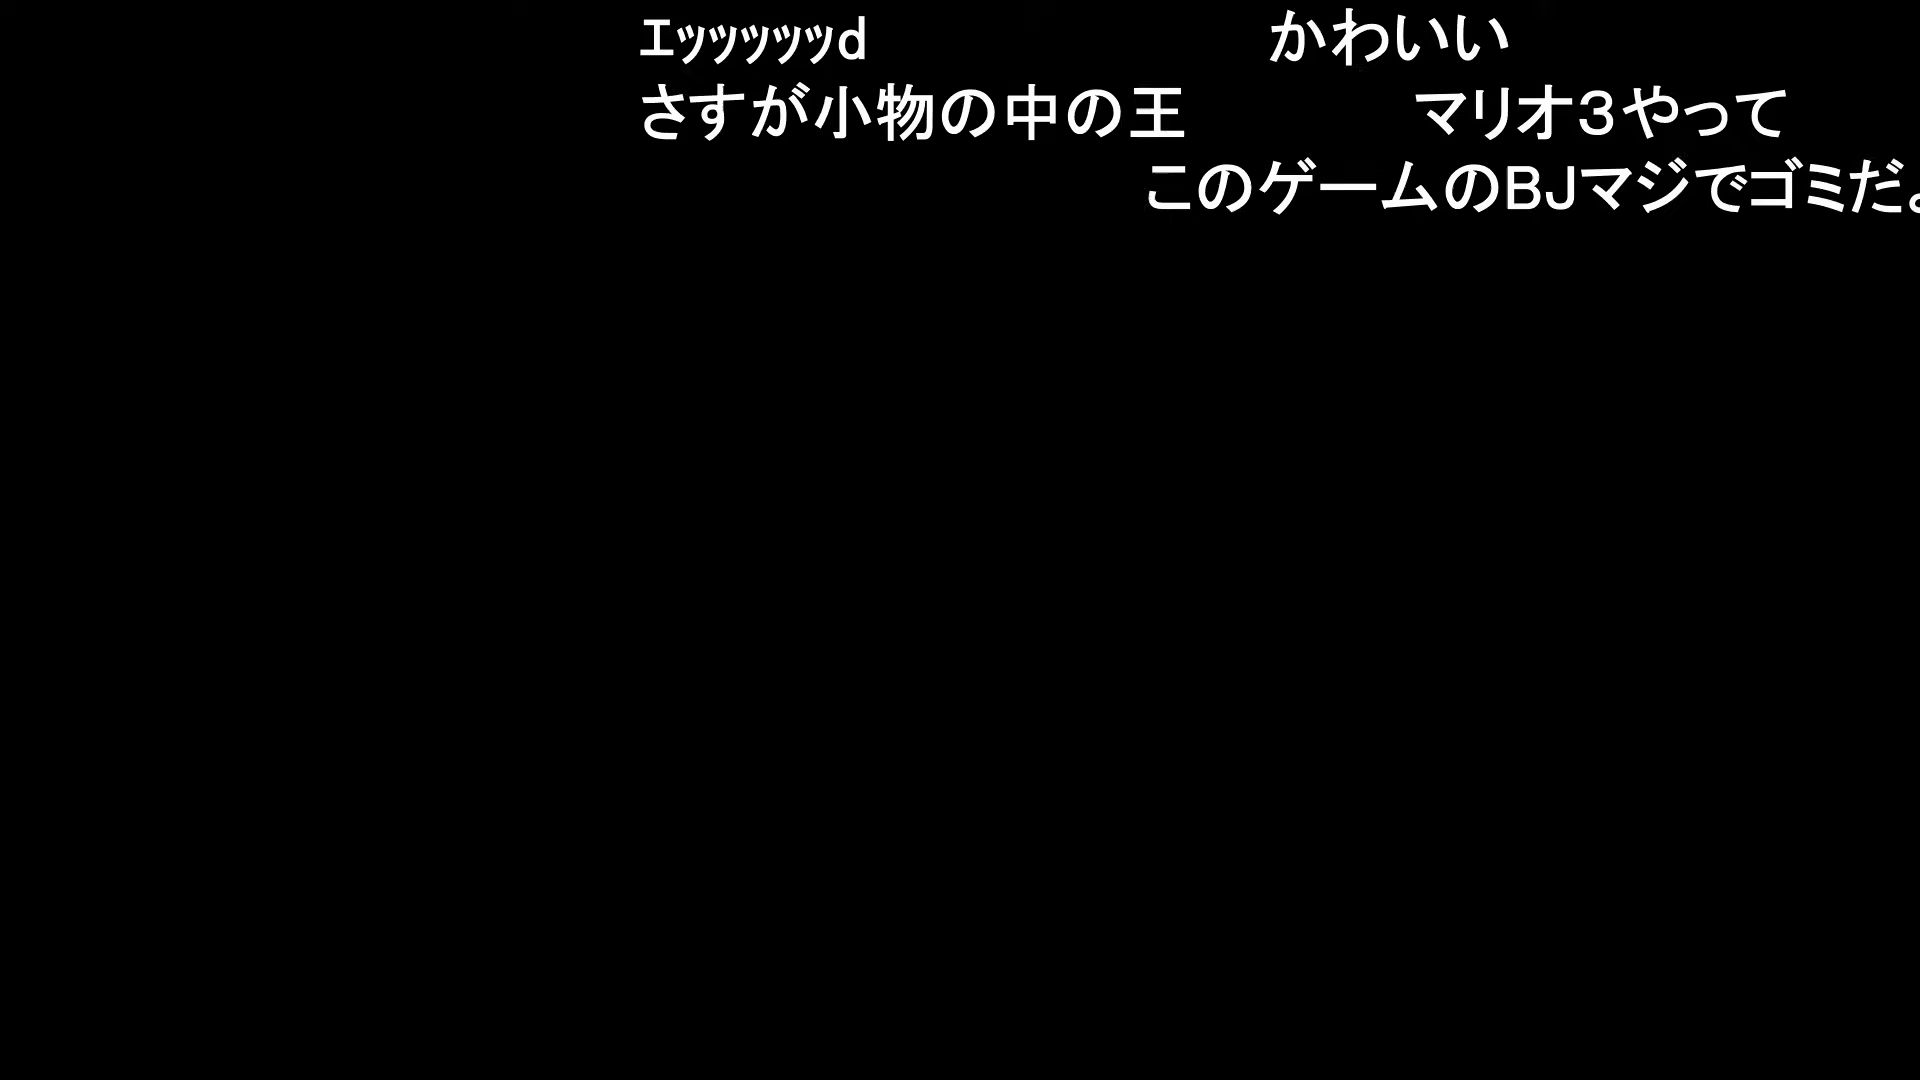 ｴｯｯｯｯｯd かわいい
さすが小物の中の王 マリオ３やって
このゲームのBJマジでゴミだ